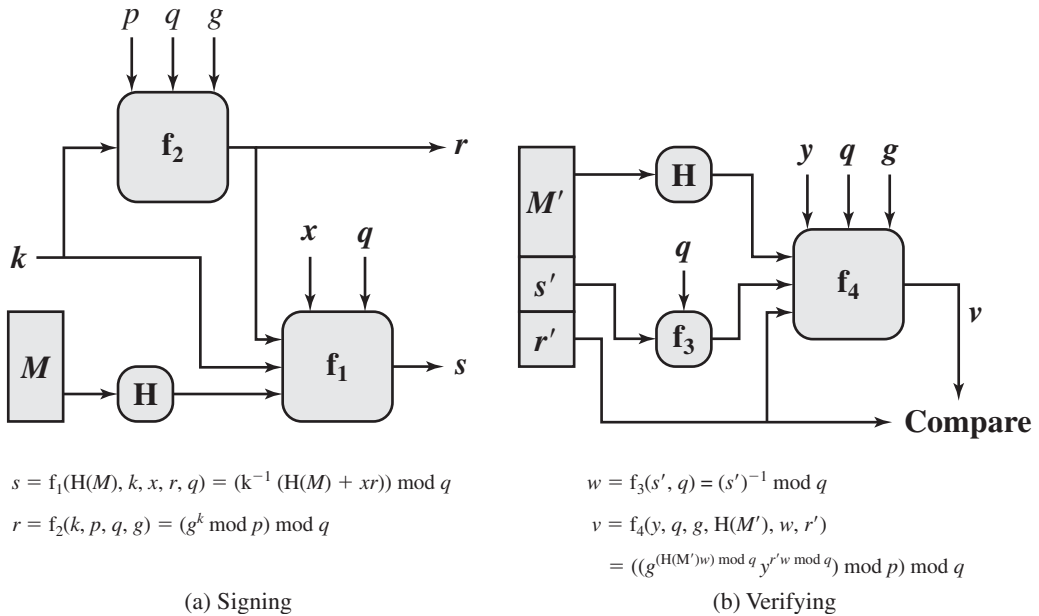 p q g
f₂
r
k
x q
f₁
s
M
H
s = f₁(H(M), k, x, r, q) = (k⁻¹ (H(M) + xr)) mod q
r = f₂(k, p, q, g) = (gᵏ mod p) mod q
(a) Signing
M′
s′
r′
H
q
f₃
y q g
f₄
v
Compare
w = f₃(s′, q) = (s′)⁻¹ mod q
v = f₄(y, q, g, H(M′), w, r′)
= ((g^(H(M′)w) mod q y^r′w mod q) mod p) mod q
(b) Verifying